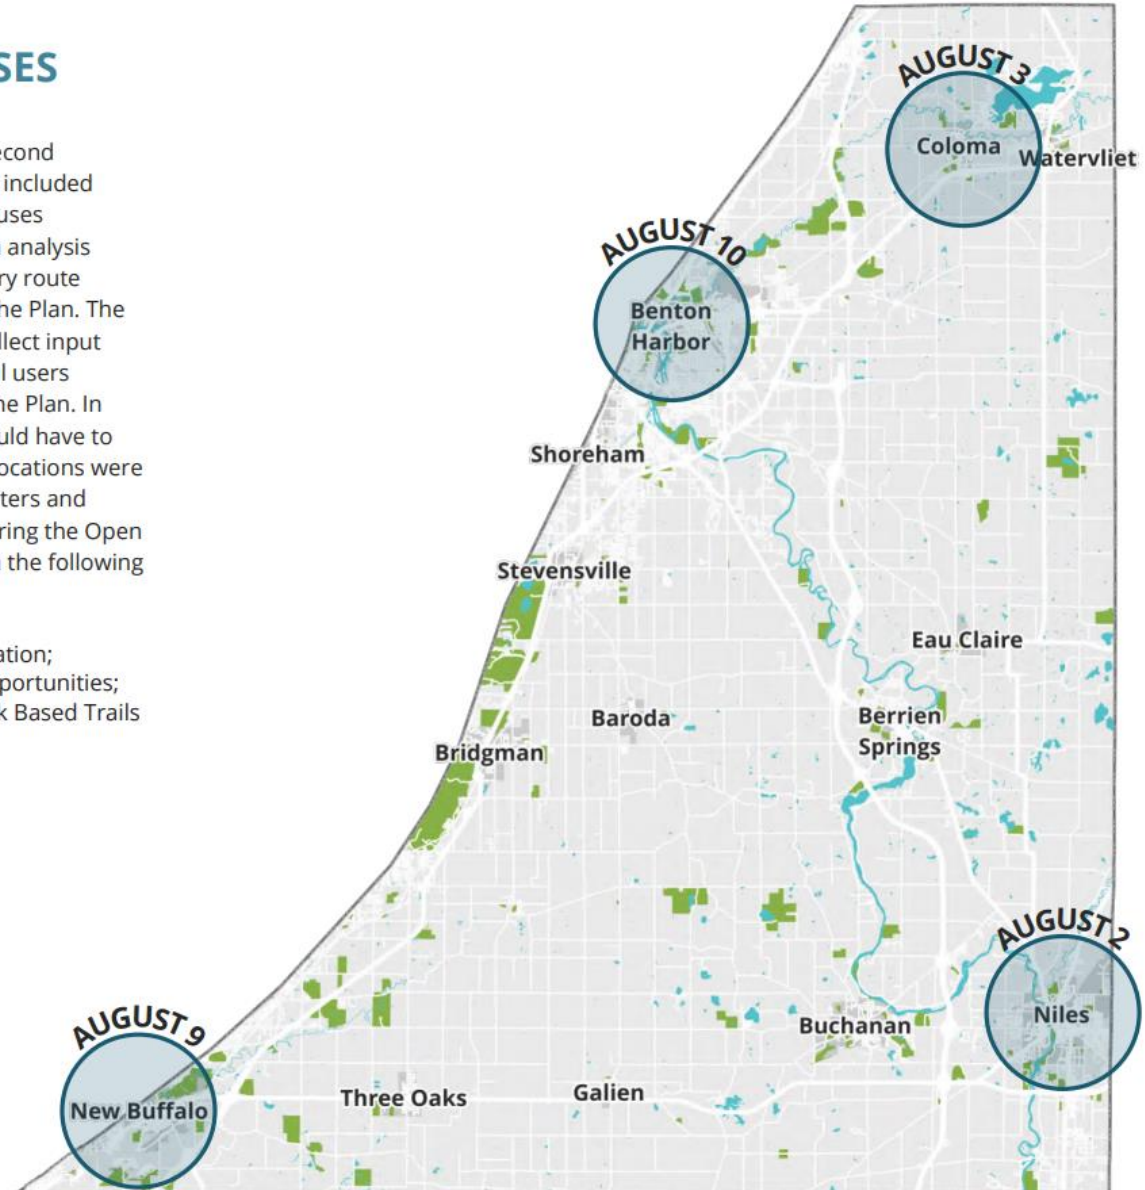 SES
econd
included
uses
analysis
ry route
he Plan. The
llect input
l users
ne Plan. In
uld have to
ocations were
ters and
ring the Open
the following
ation;
portunities;
k Based Trails
AUGUST 3
Coloma
Watervliet
AUGUST 10
Benton
Harbor
Shoreham
Stevensville
Eau Claire
Baroda
Berrien
Springs
Bridgman
AUGUST 2
Niles
Buchanan
AUGUST 9
New Buffalo
Three Oaks
Galien